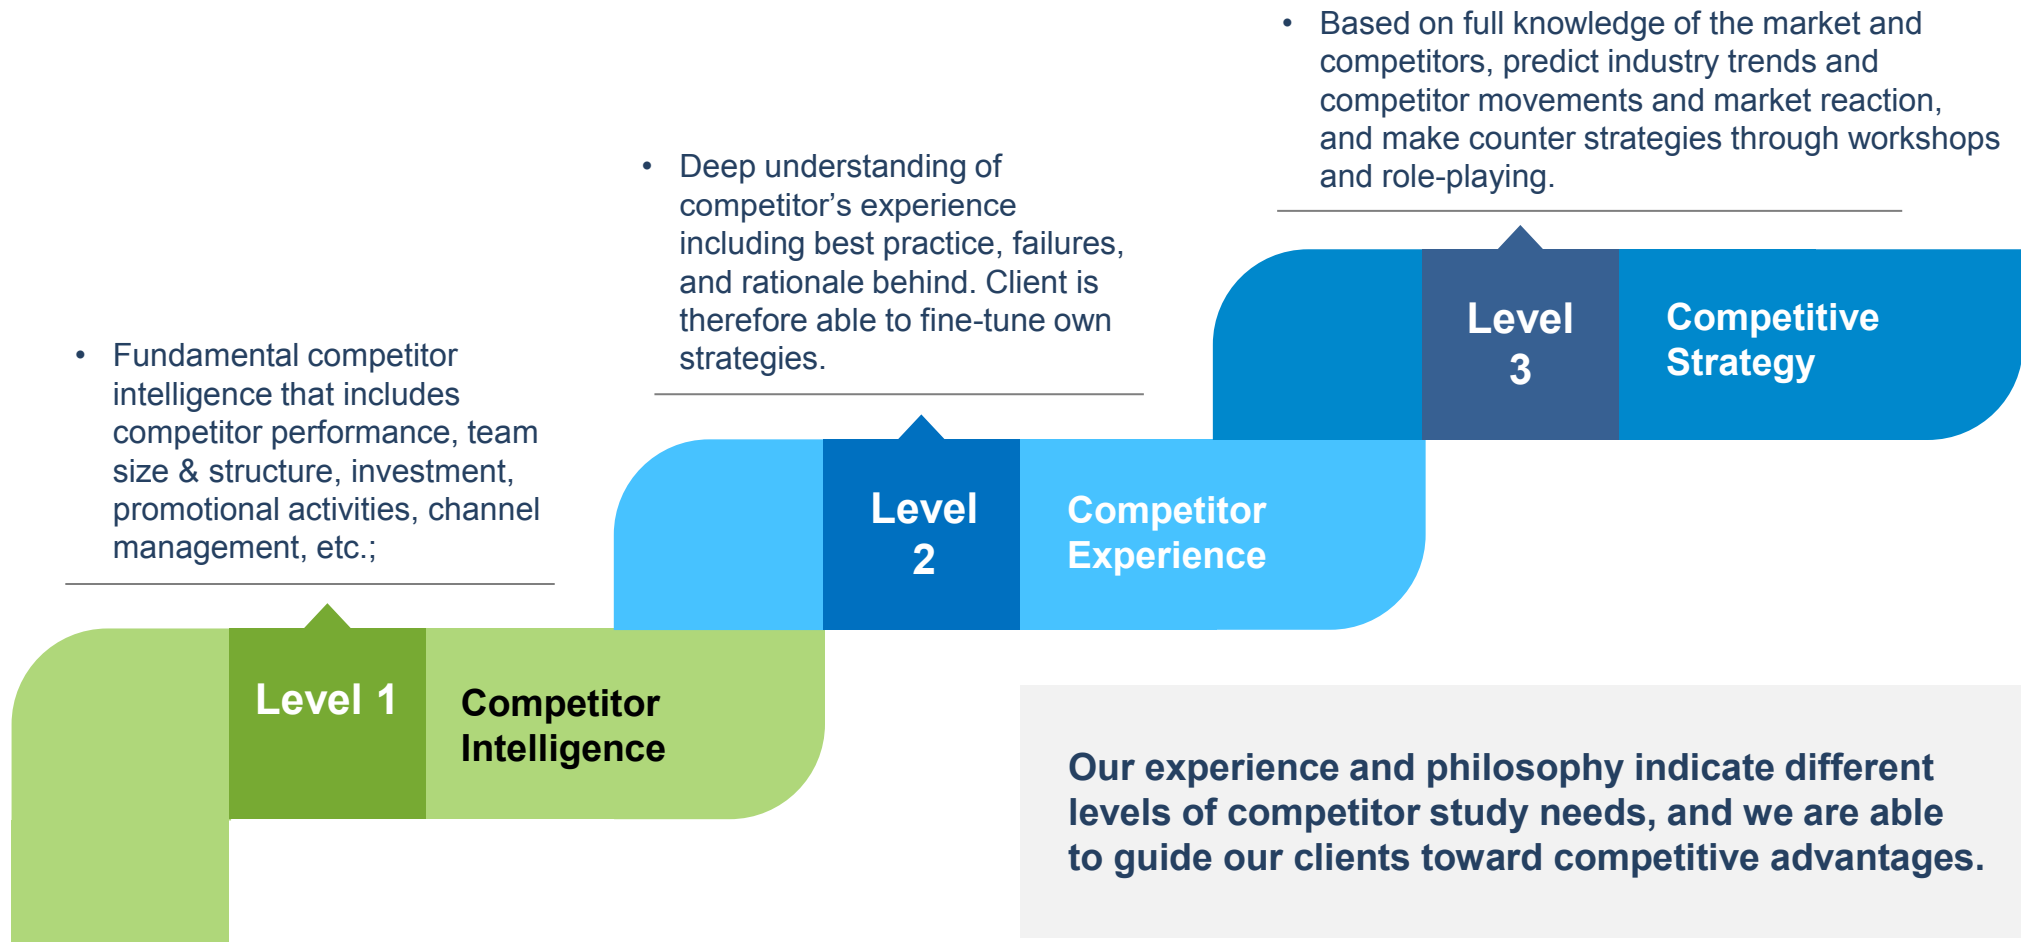 • Based on full knowledge of the market and
competitors, predict industry trends and
competitor movements and market reaction,
and make counter strategies through workshops
and role-playing.
• Deep understanding of
competitor’s experience
including best practice, failures,
and rationale behind. Client is
therefore able to fine-tune own
strategies.
• Fundamental competitor
intelligence that includes
competitor performance, team
size & structure, investment,
promotional activities, channel
management, etc.;
Level
3
Competitive
Strategy
Level
2
Competitor
Experience
Level 1
Competitor
Intelligence
Our experience and philosophy indicate different
levels of competitor study needs, and we are able
to guide our clients toward competitive advantages.